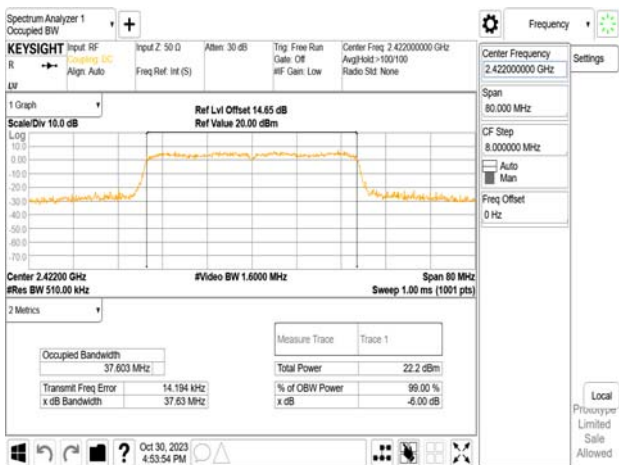 Spectrum Analyzer 1
Occupied BW
KEYSIGHT
R
Input: RF
Coupling: DC
Align: Auto
Input Z: 50 Ω
Freq Ref: Int (S)
Atten: 30 dB
Trig: Free Run
Gate: Off
#IF Gain: Low
Center Freq: 2.422000000 GHz
Avg|Hold:>100/100
Radio Std: None
1 Graph
Scale/Div 10.0 dB
Ref Lvl Offset 14.65 dB
Ref Value 20.00 dBm
Log
10.0
0.00
-10.0
-20.0
-30.0
-40.0
-50.0
-60.0
-70.0
Center 2.42200 GHz
#Res BW 510.00 kHz
#Video BW 1.6000 MHz
Span 80 MHz
Sweep 1.00 ms (1001 pts)
2 Metrics
Measure Trace
Trace 1
Occupied Bandwidth
37.603 MHz
Total Power
22.2 dBm
Transmit Freq Error
14.194 kHz
% of OBW Power
99.00 %
x dB Bandwidth
37.63 MHz
x dB
-6.00 dB
Oct 30, 2023
4:53:54 PM
?
Frequency
Center Frequency
2.422000000 GHz
Settings
Span
80.000 MHz
CF Step
8.000000 MHz
Auto
Man
Freq Offset
0 Hz
Local
Prototype
Limited
Sale
Allowed